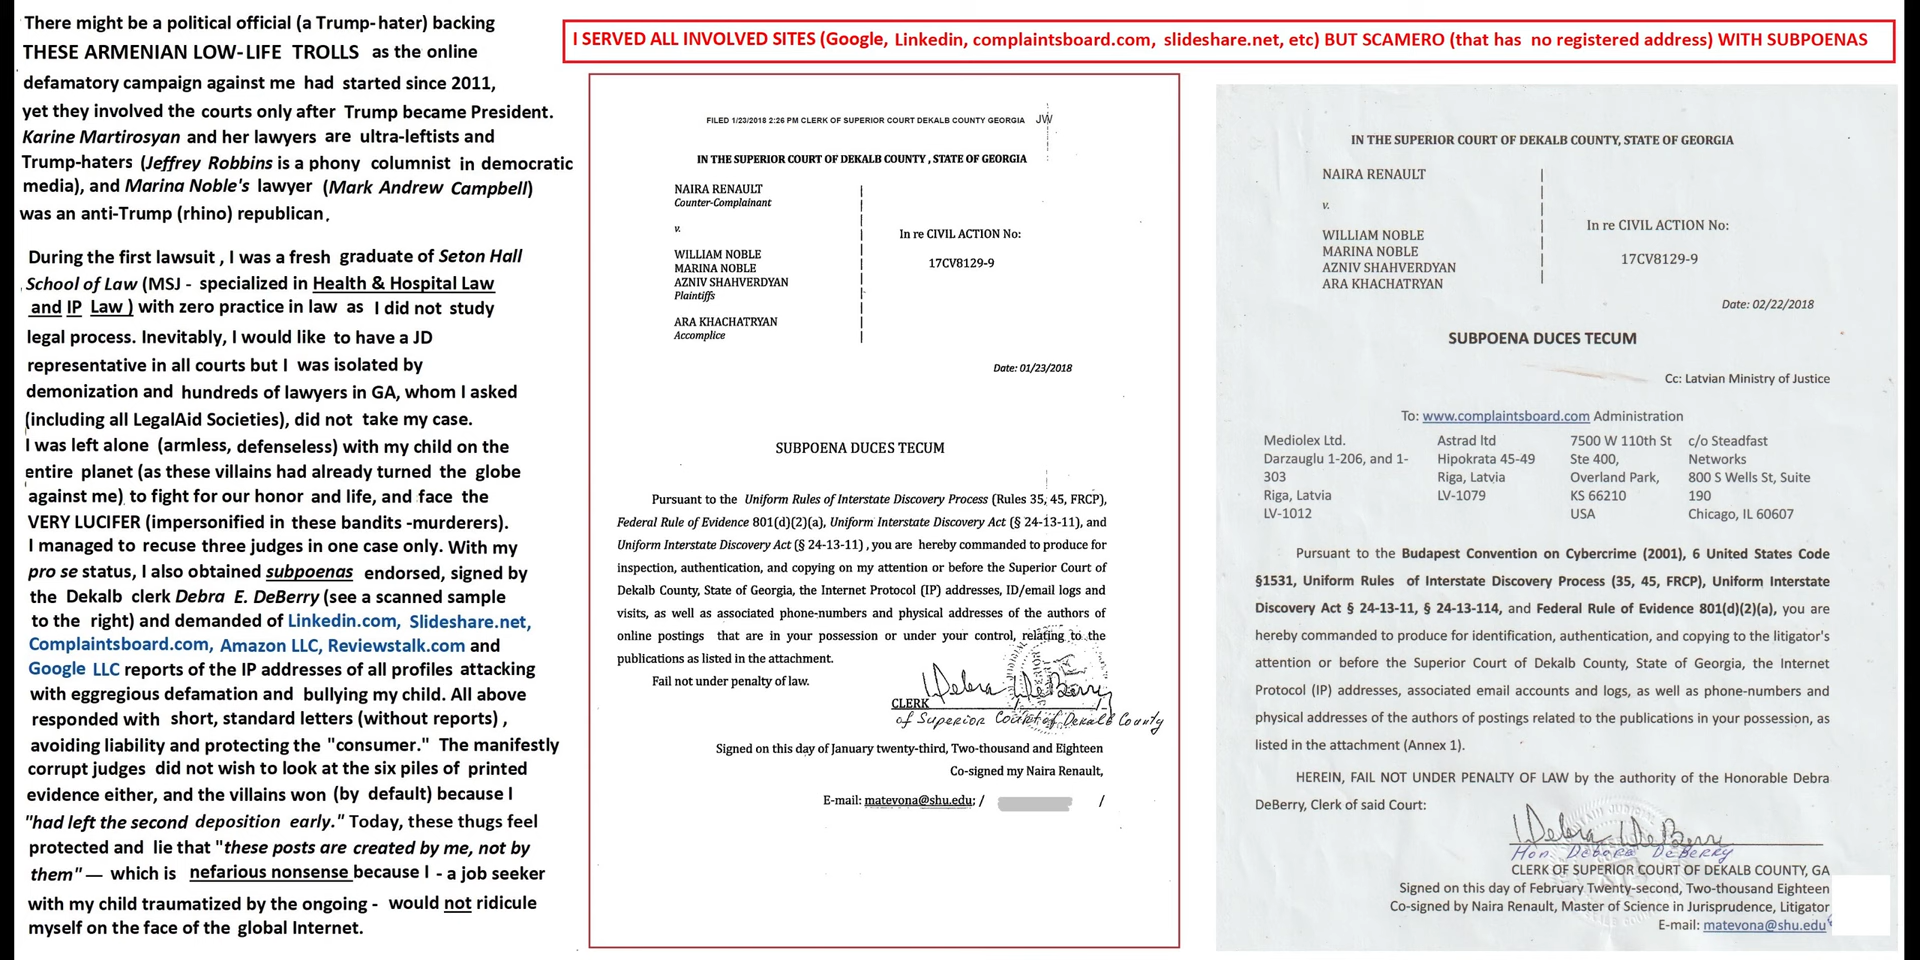 There might be a political official (a Trump-hater) backing
THESE ARMENIAN LOW-LIFE TROLLS as the online
defamatory campaign against me had started since 2011,
yet they involved the courts only after Trump became President.
Karine Martirosyan and her lawyers are ultra-leftists and
Trump-haters (Jeffrey Robbins is a phony columnist in democratic
media), and Marina Noble's lawyer (Mark Andrew Campbell)
was an anti-Trump (rhino) republican.
During the first lawsuit, I was a fresh graduate of Seton Hall
School of Law (MSJ - specialized in Health & Hospital Law
and IP Law) with zero practice in law as I did not study
legal process. Inevitably, I would like to have a JD
representative in all courts but I was isolated by
demonization and hundreds of lawyers in GA, whom I asked
(including all LegalAid Societies), did not take my case.
I was left alone (armless, defenseless) with my child on the
entire planet (as these villains had already turned the globe
against me) to fight for our honor and life, and face the
VERY LUCIFER (impersonified in these bandits -murderers).
I managed to recuse three judges in one case only. With my
pro se status, I also obtained subpoenas endorsed, signed by
the Dekalb clerk Debra E. DeBerry (see a scanned sample
to the right) and demanded of Linkedin.com, Slideshare.net,
Complaintsboard.com, Amazon LLC, Reviewstalk.com and
Google LLC reports of the IP addresses of all profiles attacking
with eggregious defamation and bullying my child. All above
responded with short, standard letters (without reports),
avoiding liability and protecting the "consumer." The manifestly
corrupt judges did not wish to look at the six piles of printed
evidence either, and the villains won (by default) because I
"had left the second deposition early." Today, these thugs feel
protected and lie that "these posts are created by me, not by
them"— which is nefarious nonsense because I - a job seeker
with my child traumatized by the ongoing - would not ridicule
myself on the face of the global Internet.
I SERVED ALL INVOLVED SITES (Google, Linkedin, complaintsboard.com, slideshare.net, etc) BUT SCAMERO (that has no registered address) WITH SUBPOENAS
FILED 1/23/2018 2:26 PM CLERK OF SUPERIOR COURT DEKALB COUNTY GEORGIA JW
IN THE SUPERIOR COURT OF DEKALB COUNTY, STATE OF GEORGIA
NAIRA RENAULT
Counter-Complainant
v.
WILLIAM NOBLE
MARINA NOBLE
AZNIV SHAHVERDYAN
Plaintiffs
ARA KHACHATRYAN
Accomplice
In re CIVIL ACTION No:
17CV8129-9
Date: 01/23/2018
SUBPOENA DUCES TECUM
Pursuant to the Uniform Rules of Interstate Discovery Process (Rules 35, 45, FRCP),
Federal Rule of Evidence 801(d)(2)(a), Uniform Interstate Discovery Act (§ 24-13-11), and
Uniform Interstate Discovery Act (§ 24-13-11), you are hereby commanded to produce for
inspection, authentication, and copying on my attention or before the Superior Court of
Dekalb County, State of Georgia, the Internet Protocol (IP) addresses, ID/email logs and
visits, as well as associated phone-numbers and physical addresses of the authors of
online postings that are in your possession or under your control, relating to the
publications as listed in the attachment.
Fail not under penalty of law.
Debra DeBerry
CLERK
of Superior Court of Dekalb County
Signed on this day of January twenty-third, Two-thousand and Eighteen
Co-signed my Naira Renault,
E-mail: matevona@shu.edu; / /
IN THE SUPERIOR COURT OF DEKALB COUNTY, STATE OF GEORGIA
NAIRA RENAULT
v.
WILLIAM NOBLE
MARINA NOBLE
AZNIV SHAHVERDYAN
ARA KHACHATRYAN
In re CIVIL ACTION No:
17CV8129-9
Date: 02/22/2018
SUBPOENA DUCES TECUM
Cc: Latvian Ministry of Justice
To: www.complaintsboard.com Administration
Mediolex Ltd.
Darzauglu 1-206, and 1-
303
Riga, Latvia
LV-1012
Astrad ltd
Hipokrata 45-49
Riga, Latvia
LV-1079
7500 W 110th St
Ste 400,
Overland Park,
KS 66210
USA
c/o Steadfast
Networks
800 S Wells St, Suite
190
Chicago, IL 60607
Pursuant to the Budapest Convention on Cybercrime (2001), 6 United States Code
§1531, Uniform Rules of Interstate Discovery Process (35, 45, FRCP), Uniform Interstate
Discovery Act § 24-13-11, § 24-13-114, and Federal Rule of Evidence 801(d)(2)(a), you are
hereby commanded to produce for identification, authentication, and copying to the litigator's
attention or before the Superior Court of Dekalb County, State of Georgia, the Internet
Protocol (IP) addresses, associated email accounts and logs, as well as phone-numbers and
physical addresses of the authors of postings related to the publications in your possession, as
listed in the attachment (Annex 1).
HEREIN, FAIL NOT UNDER PENALTY OF LAW by the authority of the Honorable Debra
DeBerry, Clerk of said Court:
Debra DeBerry
Hon. Debora DeBerry
CLERK OF SUPERIOR COURT OF DEKALB COUNTY, GA
Signed on this day of February Twenty-second, Two-thousand Eighteen
Co-signed by Naira Renault, Master of Science in Jurisprudence, Litigator
E-mail: matevona@shu.edu